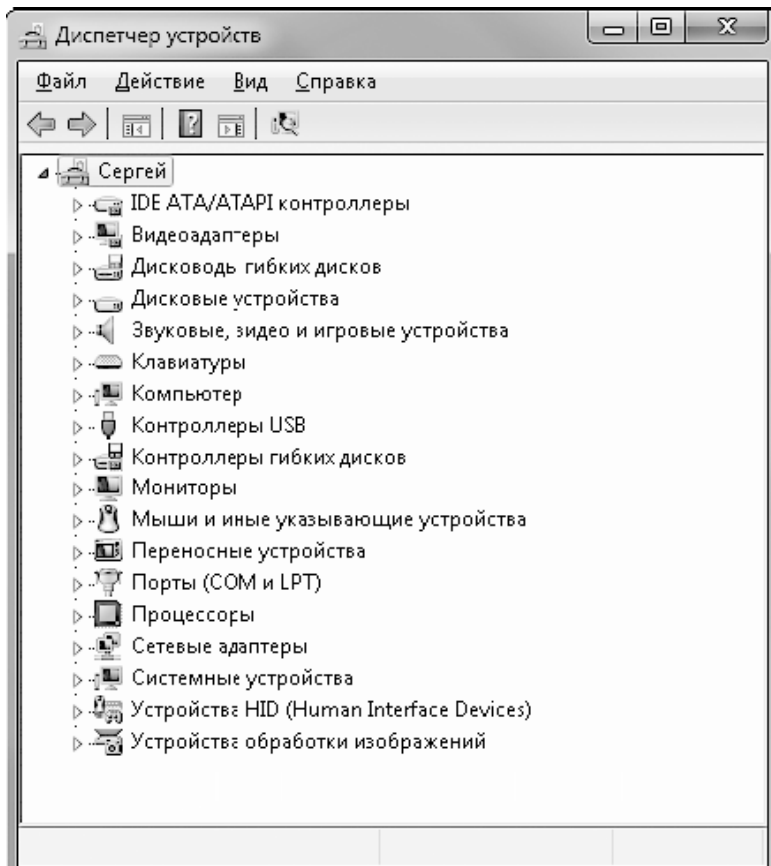 Диспетчер устройств
Файл Действие Вид Справка
Сергей
IDE ATA/ATAPI контроллеры
Видеоадаптеры
Дисководы гибких дисков
Дисковые устройства
Звуковые, видео и игровые устройства
Клавиатуры
Компьютер
Контроллеры USB
Контроллеры гибких дисков
Мониторы
Мыши и иные указывающие устройства
Переносные устройства
Порты (COM и LPT)
Процессоры
Сетевые адаптеры
Системные устройства
Устройства HID (Human Interface Devices)
Устройства обработки изображений